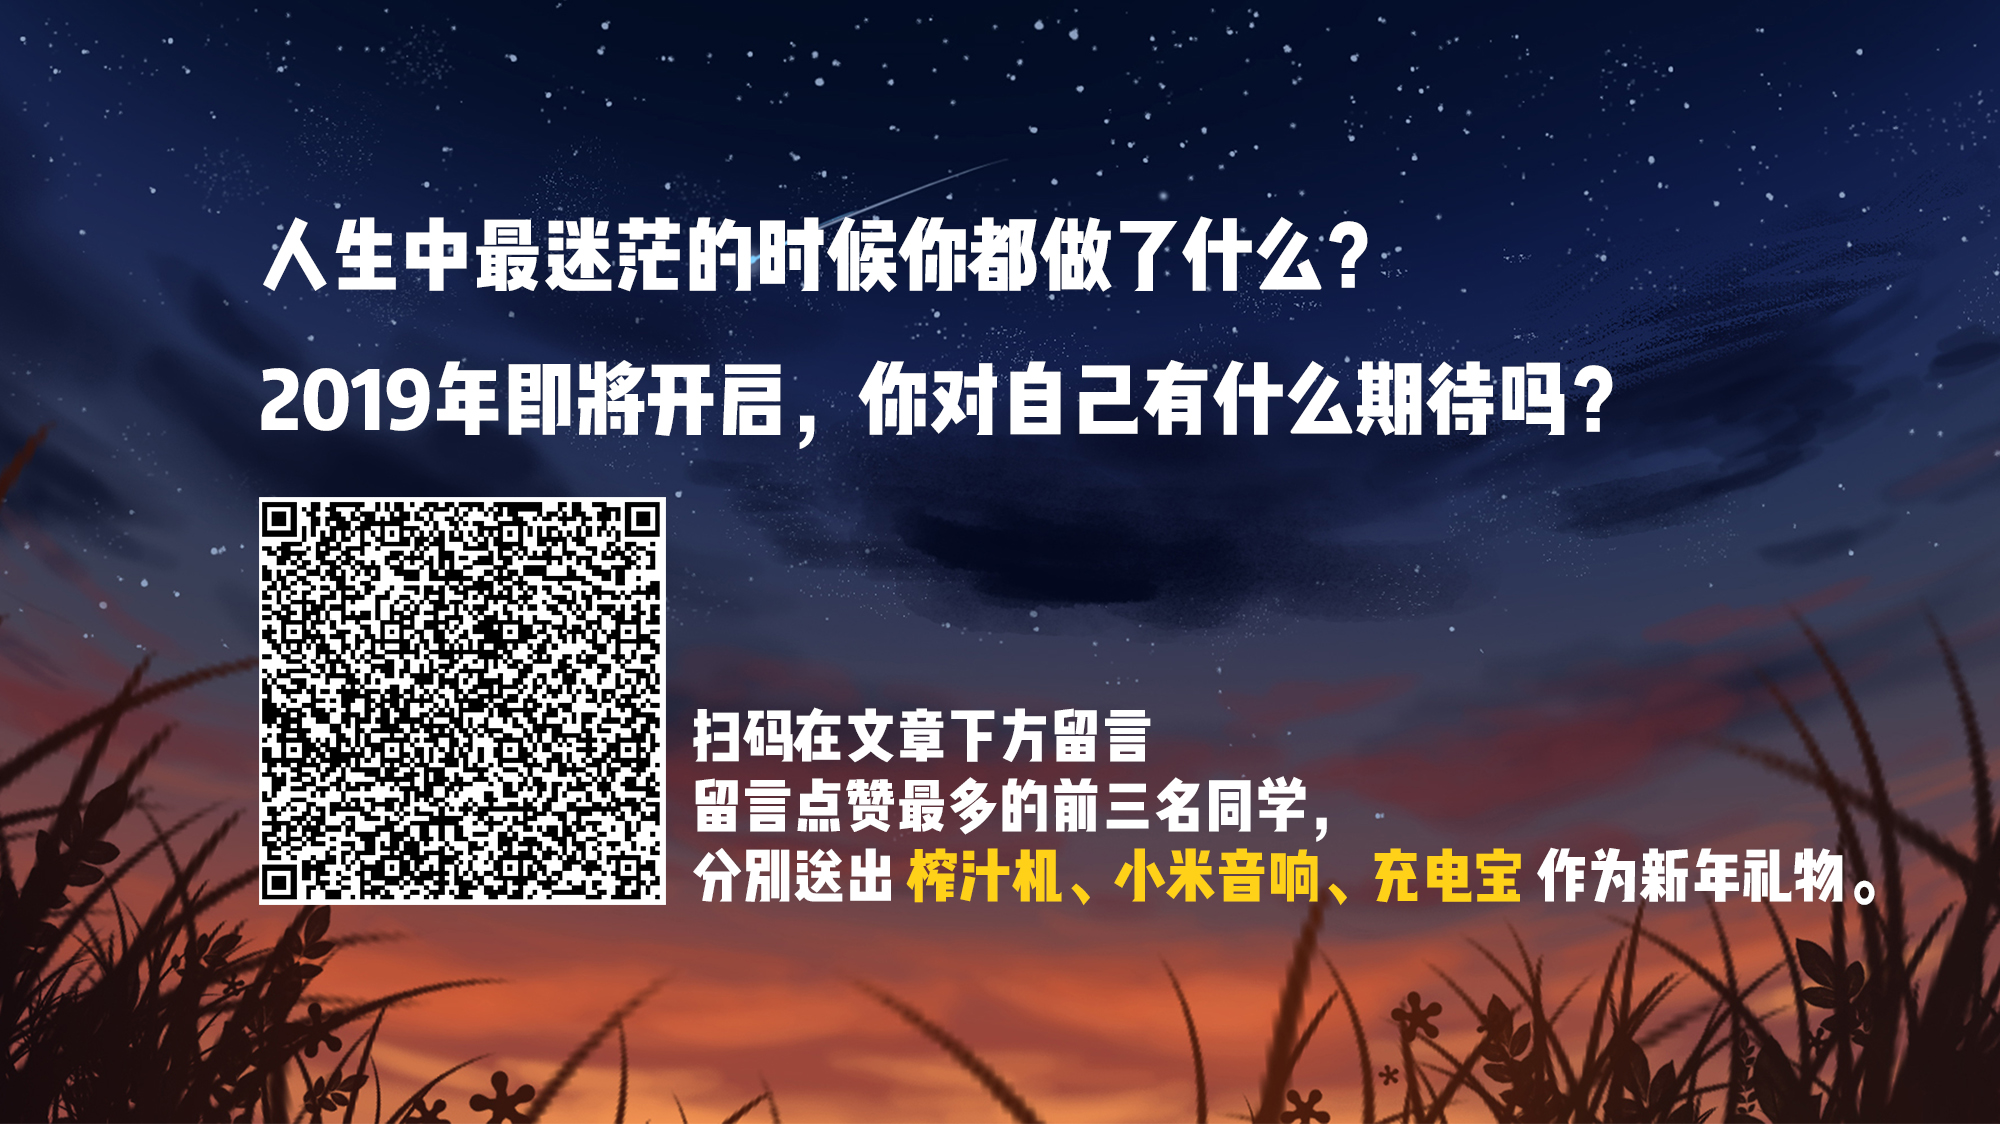 人生中最迷茫的时候你都做了什么?
2019年即将开启，你对自己有什么期待吗?
扫码在文章下方留言
留言点赞最多的前三名同学，
分别送出 榨汁机、小米音响、充电宝 作为新年礼物。